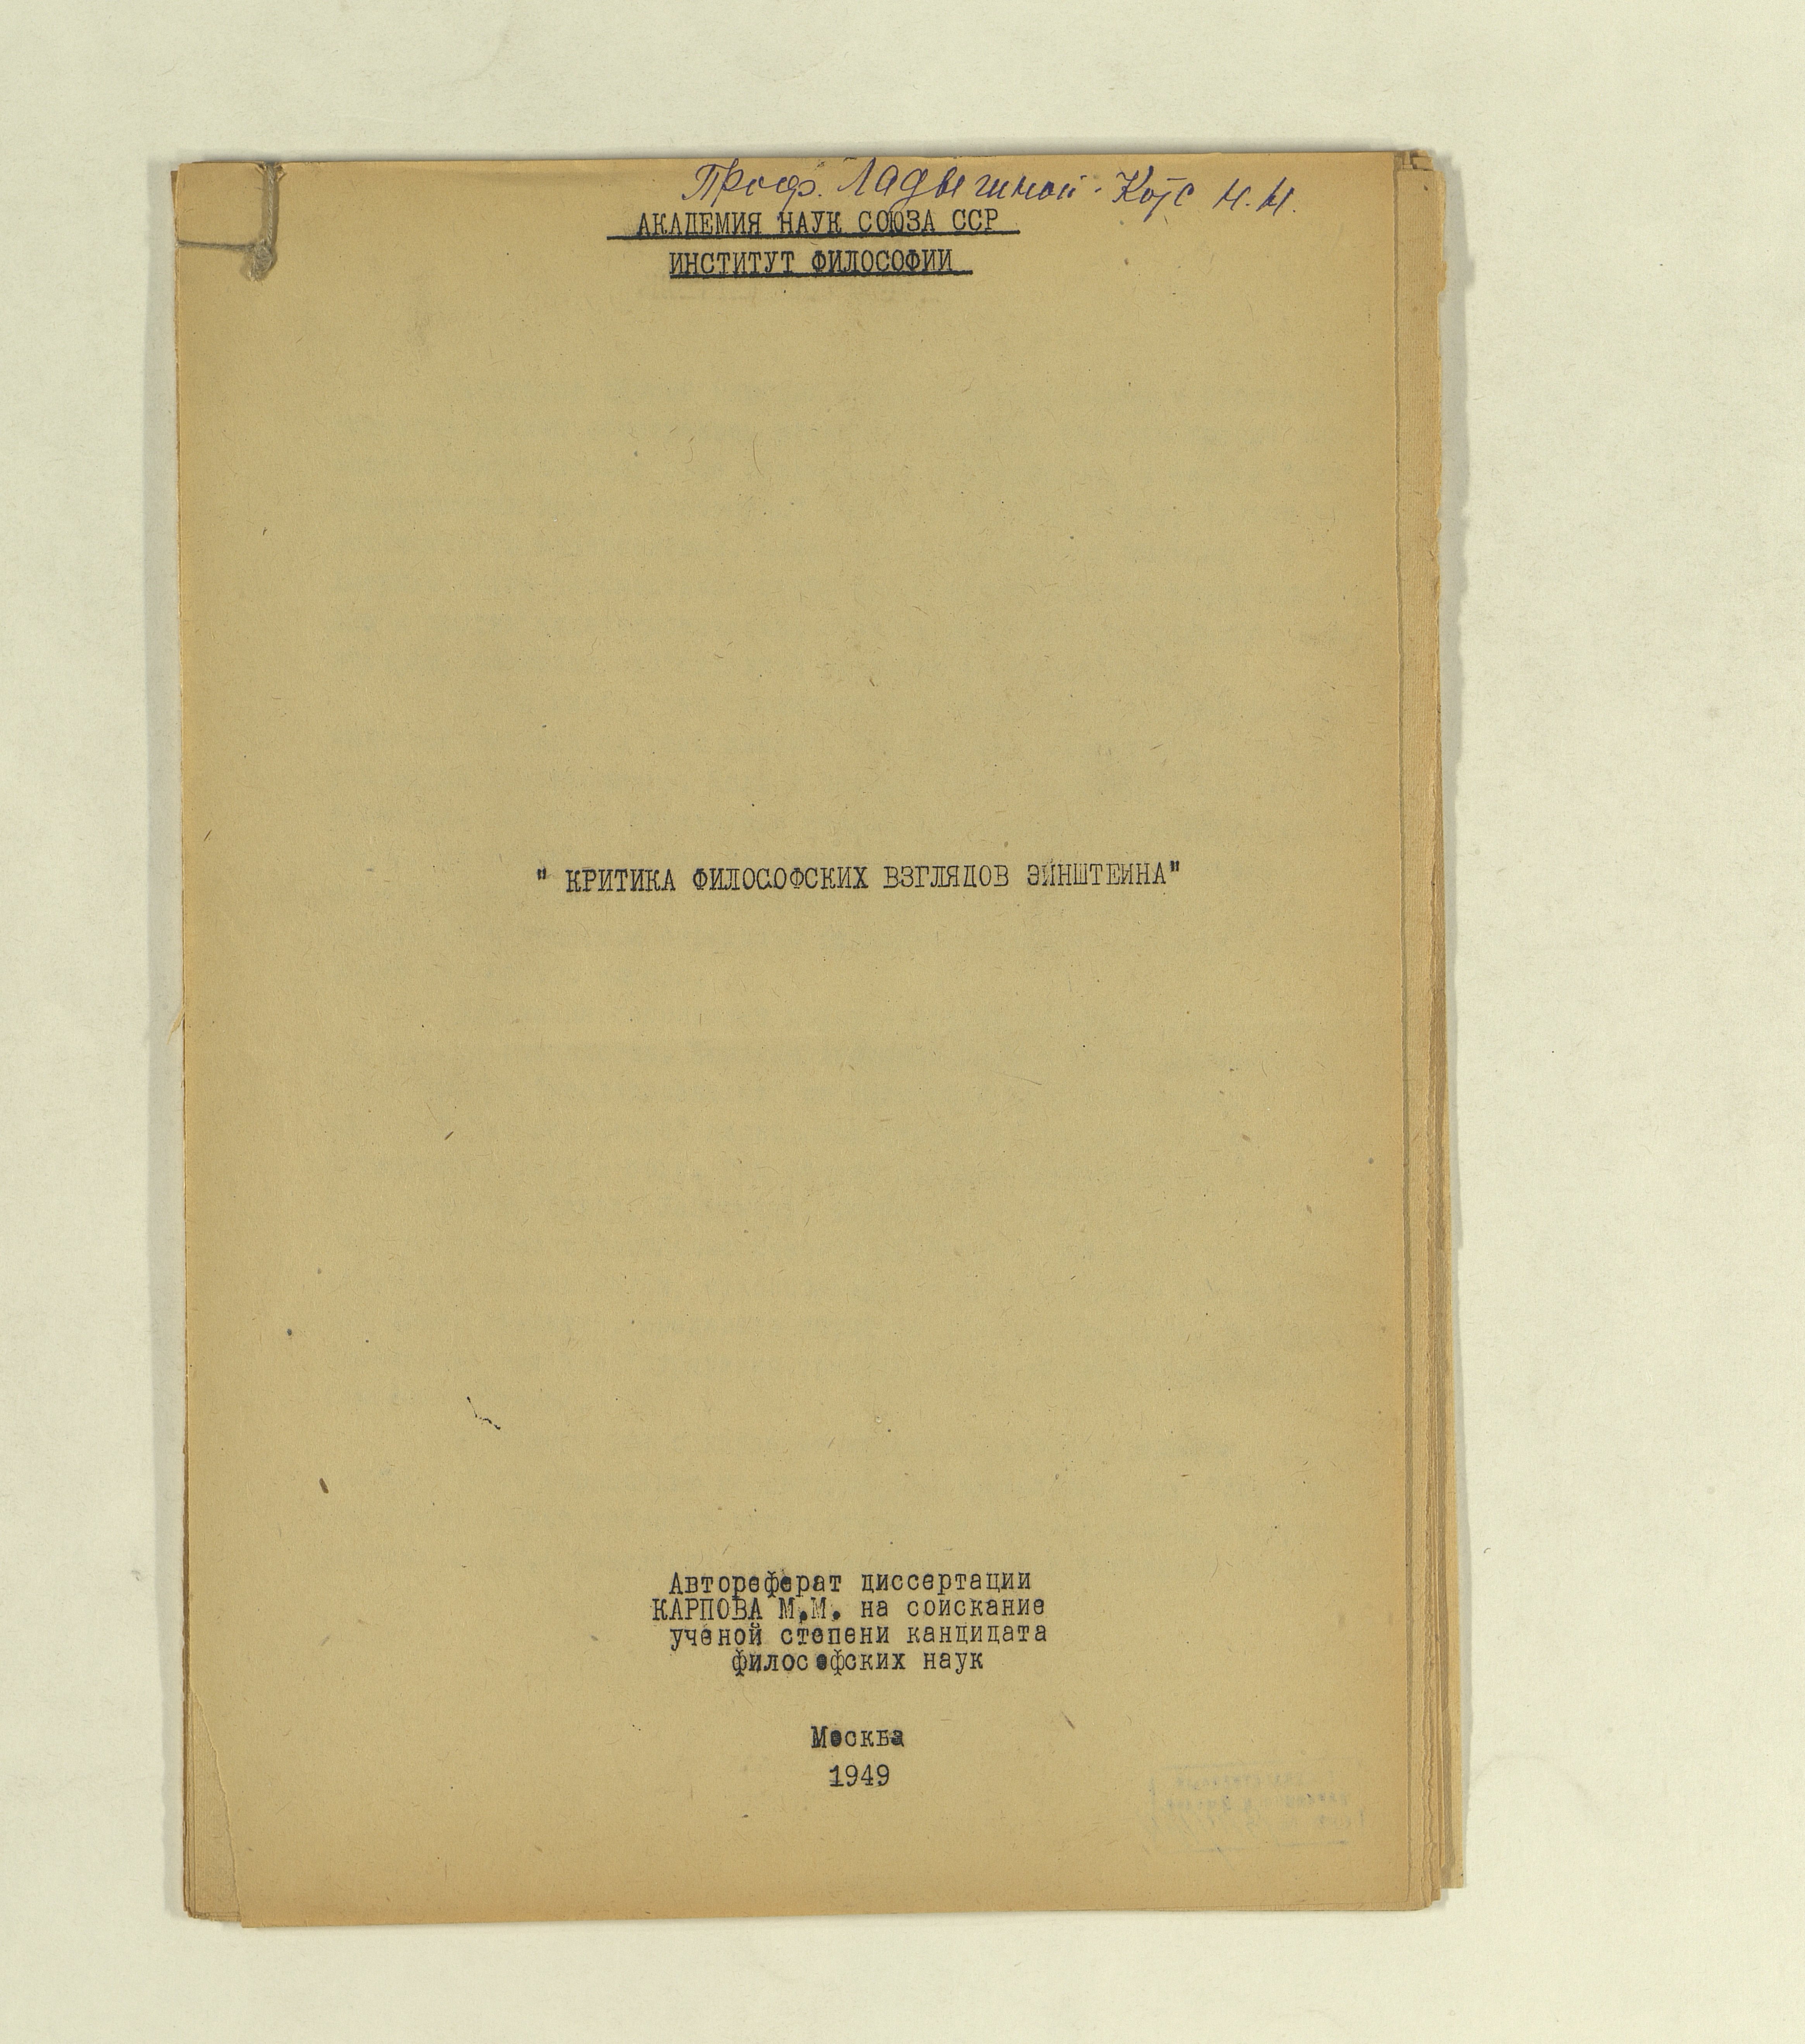 Проф. Ладыгиной-Котс Н.Н.
АКАДЕМИЯ НАУК СОЮЗА ССР
ИНСТИТУТ ФИЛОСОФИИ
" КРИТИКА ФИЛОСОФСКИХ ВЗГЛЯДОВ ЭЙНШТЕЙНА"
Автореферат диссертации
КАРПОВА М.М. на соискание
ученой степени кандидата
философских наук
Москва
1949